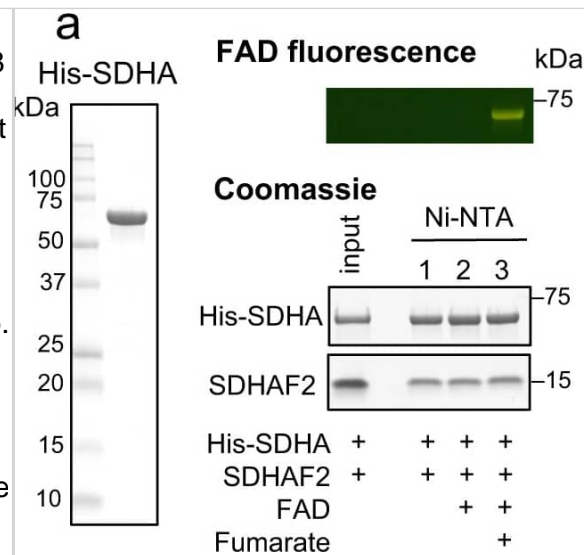 a
His-SDHA
kDa
100
75
50
37
25
20
15
10
FAD fluorescence
kDa
75
Coomassie
input
Ni-NTA
1 2 3
His-SDHA
75
SDHAF2
15
His-SDHA + + + +
SDHAF2 + + + +
FAD + +
Fumarate +